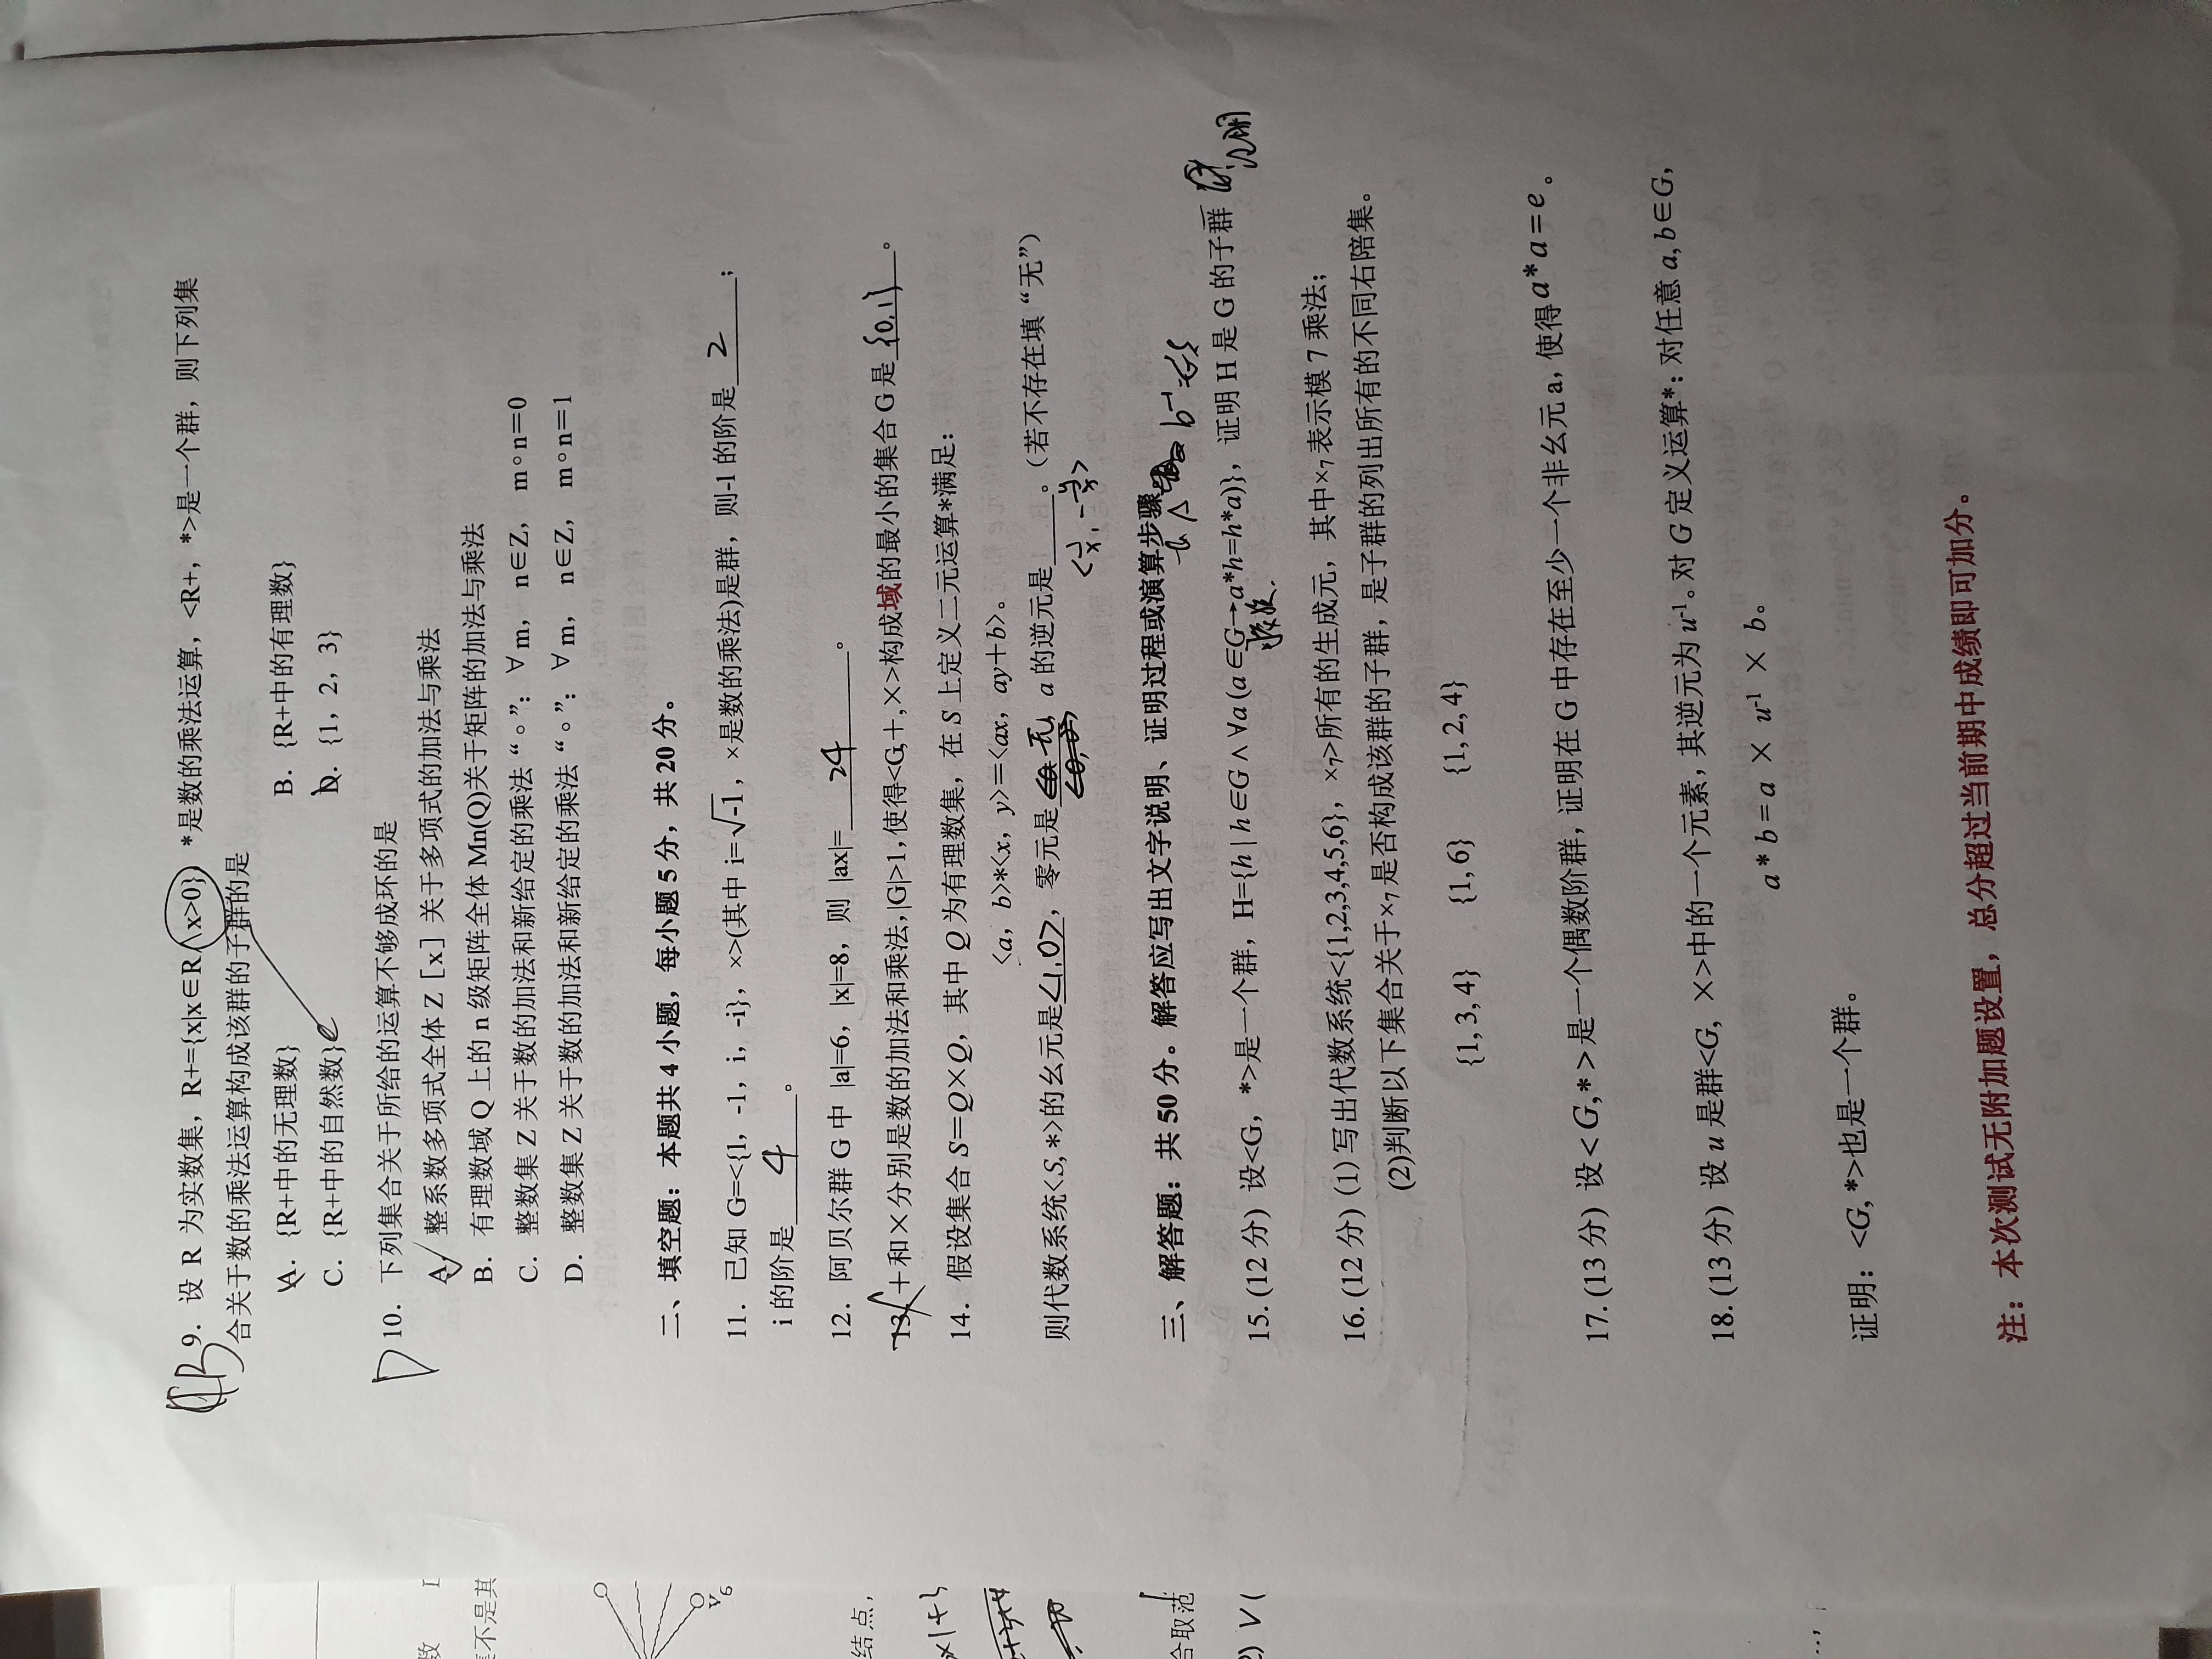 B 9. 设 R 为实数集，R+={x|x∈R∧x>0}，*是数的乘法运算，<R+，*>是一个群，则下列集
合关于数的乘法运算构成该群的子群的是
A. {R+中的无理数} B. {R+中的有理数}
C. {R+中的自然数} D. {1，2，3}
D 10. 下列集合关于所给的运算不够成环的是
A. 整系数多项式全体 Z［x］关于多项式的加法与乘法
B. 有理数域 Q 上的 n 级矩阵全体 Mn(Q)关于矩阵的加法与乘法
C. 整数集 Z 关于数的加法和新给定的乘法“∘”：∀m， n∈Z， m∘n＝0
D. 整数集 Z 关于数的加法和新给定的乘法“∘”：∀m， n∈Z， m∘n＝1
二、填空题：本题共 4 小题，每小题 5 分，共 20 分。
11. 已知 G=<{1，-1，i，-i}，×>(其中 i=√-1，×是数的乘法)是群，则-1 的阶是 2 ；
i 的阶是 4 。
12. 阿贝尔群 G 中 |a|=6，|x|=8，则 |ax|= 24 。
13. ＋和×分别是数的加法和乘法，|G|>1，使得<G,＋,×>构成域的最小的集合 G 是 {0,1} 。
14. 假设集合 S＝Q×Q，其中 Q 为有理数集，在 S 上定义二元运算*满足：
<a，b>*<x，y>＝<ax，ay＋b>。
则代数系统<S, *>的幺元是 <1,0> ，零元是 无 ，a 的逆元是 。（若不存在填“无”）
<0,0> <1/x, -y/x>
三、解答题：共 50 分。解答应写出文字说明、证明过程或演算步骤。
b⁻¹
15. (12 分) 设<G，*>是一个群，H={h | h∈G∧∀a (a∈G→a*h=h*a)}，证明 H 是 G 的子群
16. (12 分) (1) 写出代数系统<{1,2,3,4,5,6}，×₇>所有的生成元，其中×₇ 表示模 7 乘法；
(2)判断以下集合关于×₇ 是否构成该群的子群，是子群的列出所有的不同右陪集。
{1, 3, 4} {1, 6} {1, 2, 4}
17. (13 分) 设<G,*>是一个偶数阶群，证明在 G 中存在至少一个非幺元 a，使得a*a=e。
18. (13 分) 设 u 是群<G, ×>中的一个元素，其逆元为 u⁻¹。对 G 定义运算*：对任意 a, b∈G，
a * b = a × u⁻¹ × b。
证明：<G, *>也是一个群。
注：本次测试无附加题设置，总分超过当前期中成绩即可加分。
数
不是其
v₆
结点，
合取范